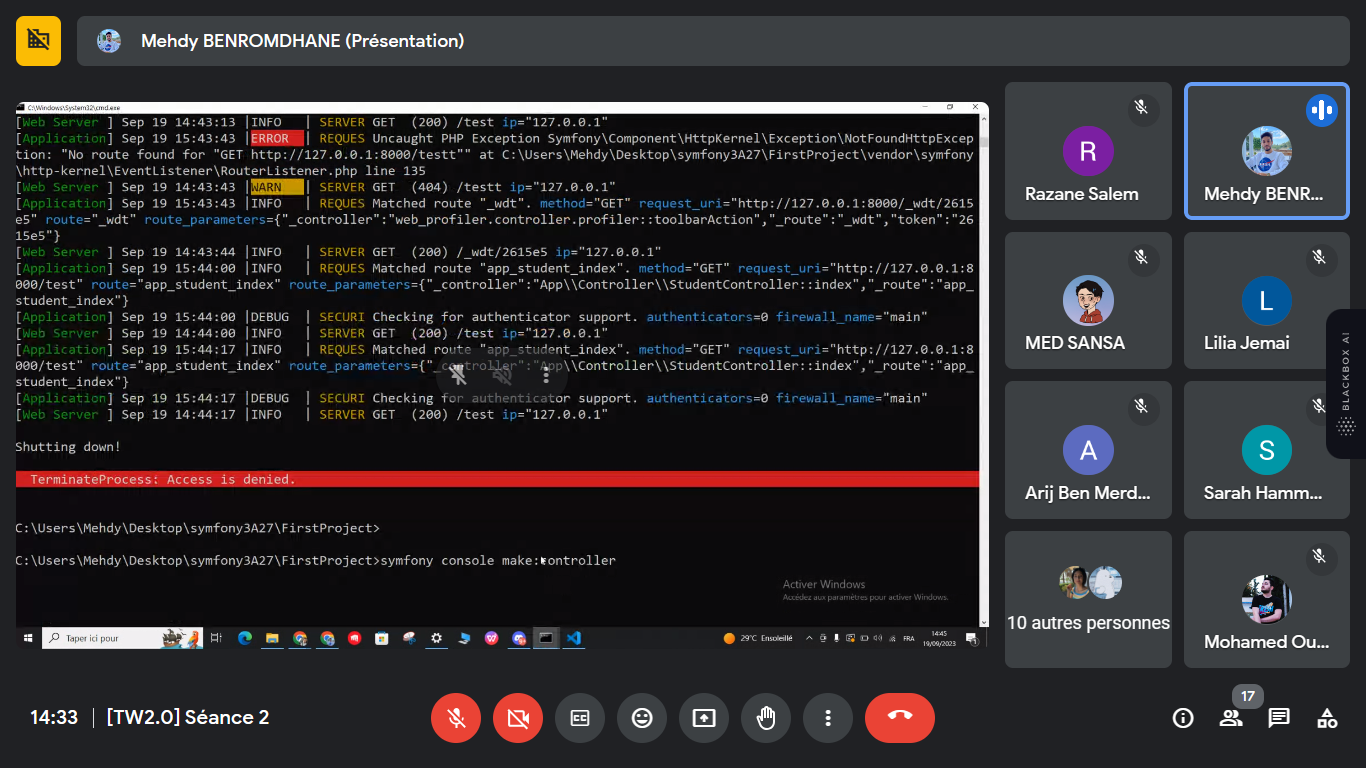 Mehdy BENROMDHANE (Présentation)
C:\Windows\System32\cmd.exe
[Web Server ] Sep 19 14:43:13 |INFO   | SERVER GET  (200) /test ip="127.0.0.1"
[Application] Sep 19 14:43:43 |ERROR  | REQUES Uncaught PHP Exception Symfony\Component\HttpKernel\Exception\NotFoundHttpExcep
tion: "No route found for "GET http://127.0.0.1:8000/testt"" at C:\Users\Mehdy\Desktop\symfony3A27\FirstProject\vendor\symfony
\http-kernel\EventListener\RouterListener.php line 135
[Web Server ] Sep 19 14:43:43 |WARN   | SERVER GET  (404) /testt ip="127.0.0.1"
[Application] Sep 19 14:43:43 |INFO   | REQUES Matched route "_wdt". method="GET" request_uri="http://127.0.0.1:8000/_wdt/2615
e5" route="_wdt" route_parameters={"_controller":"web_profiler.controller.profiler::toolbarAction","_route":"_wdt","token":"26
15e5"}
[Web Server ] Sep 19 14:43:44 |INFO   | SERVER GET  (200) /_wdt/2615e5 ip="127.0.0.1"
[Application] Sep 19 15:44:00 |INFO   | REQUES Matched route "app_student_index". method="GET" request_uri="http://127.0.0.1:8
000/test" route="app_student_index" route_parameters={"_controller":"App\\Controller\\StudentController::index","_route":"app_
student_index"}
[Application] Sep 19 15:44:00 |DEBUG  | SECURI Checking for authenticator support. authenticators=0 firewall_name="main"
[Web Server ] Sep 19 15:44:00 |INFO   | SERVER GET  (200) /test ip="127.0.0.1"
[Application] Sep 19 15:44:17 |INFO   | REQUES Matched route "app_student_index". method="GET" request_uri="http://127.0.0.1:8
000/test" route="app_student_index" route_parameters={"_controller":"App\\Controller\\StudentController::index","_route":"app_
student_index"}
[Application] Sep 19 15:44:17 |DEBUG  | SECURI Checking for authenticator support. authenticators=0 firewall_name="main"
[Web Server ] Sep 19 15:44:17 |INFO   | SERVER GET  (200) /test ip="127.0.0.1"
Shutting down!
TerminateProcess: Access is denied.
C:\Users\Mehdy\Desktop\symfony3A27\FirstProject>
C:\Users\Mehdy\Desktop\symfony3A27\FirstProject>symfony console make:controller
Activer Windows
Accédez aux paramètres pour activer Windows.
Taper ici pour
29°C Ensoleillé
FRA
14:45
19/09/2023
R
Razane Salem
Mehdy BENR...
MED SANSA
L
Lilia Jemai
BLACKBOX AI
A
Arij Ben Merd...
S
Sarah Hamm...
10 autres personnes
Mohamed Ou...
14:33 | [TW2.0] Séance 2
17